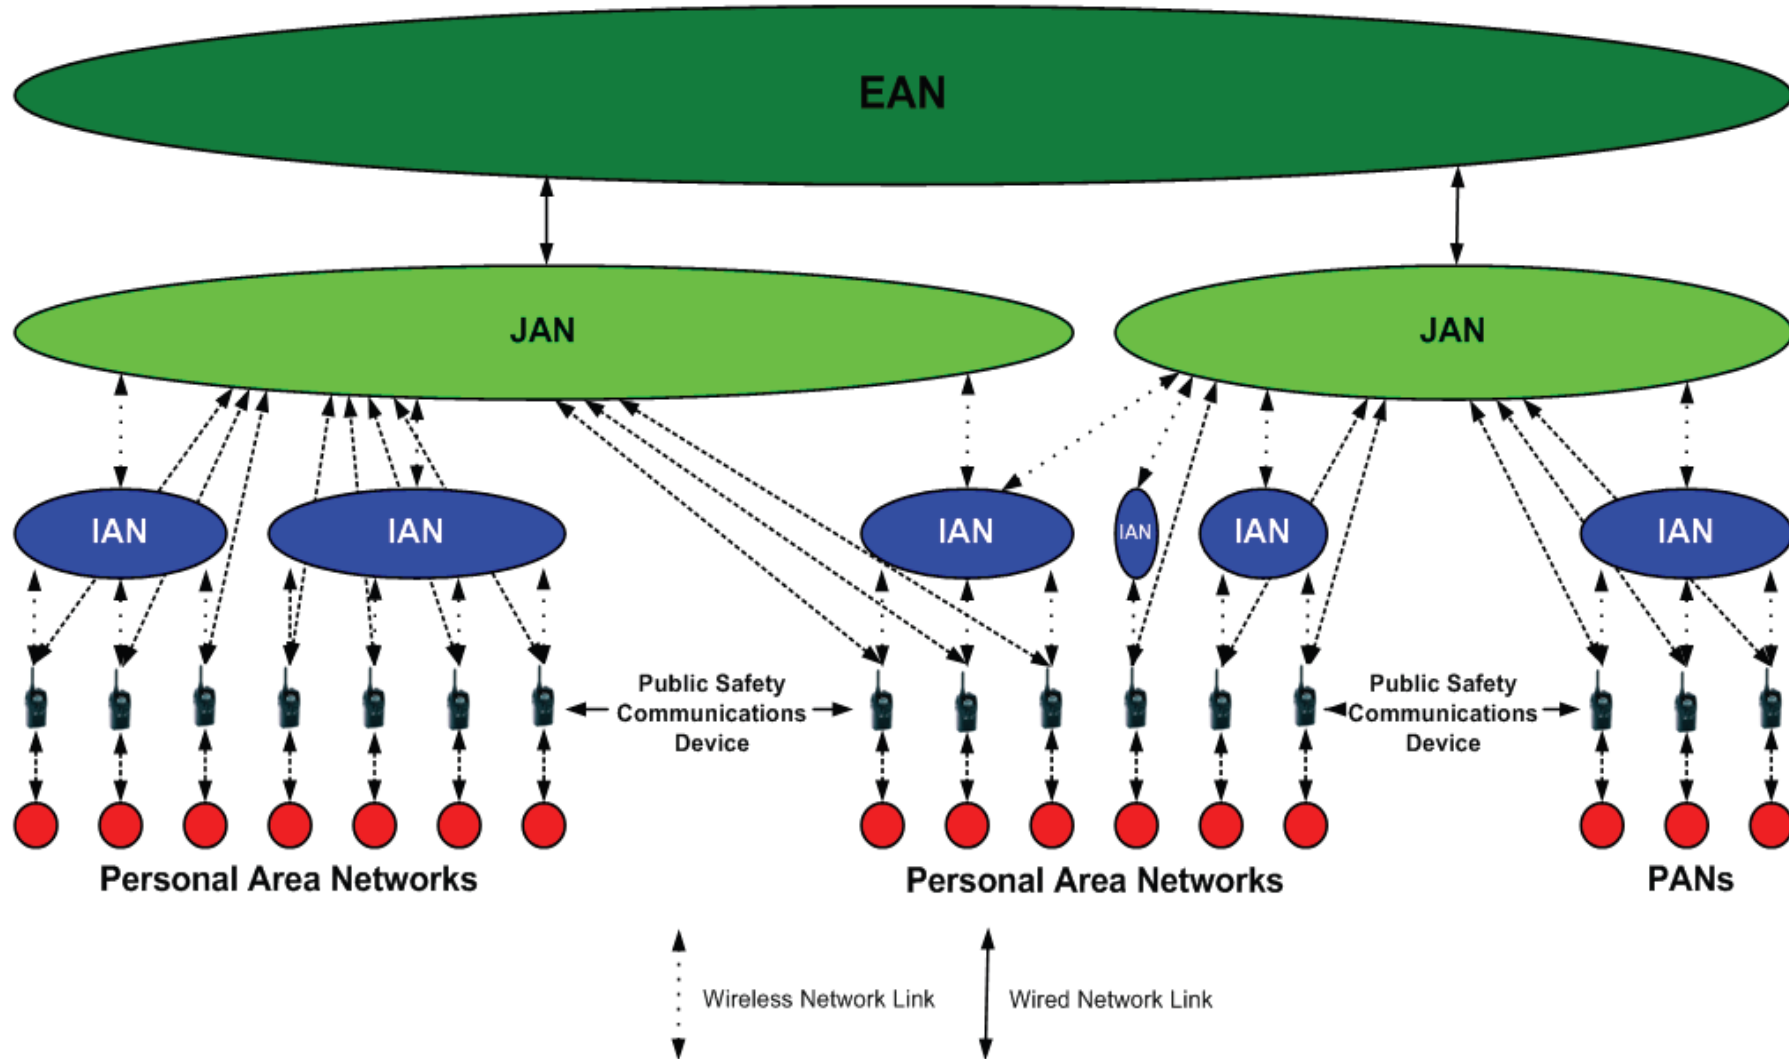 EAN
JAN
JAN
IAN
IAN
IAN
IAN
IAN
IAN
Public Safety
Communications
Device
Public Safety
Communications
Device
Personal Area Networks
Personal Area Networks
PANs
Wireless Network Link
Wired Network Link